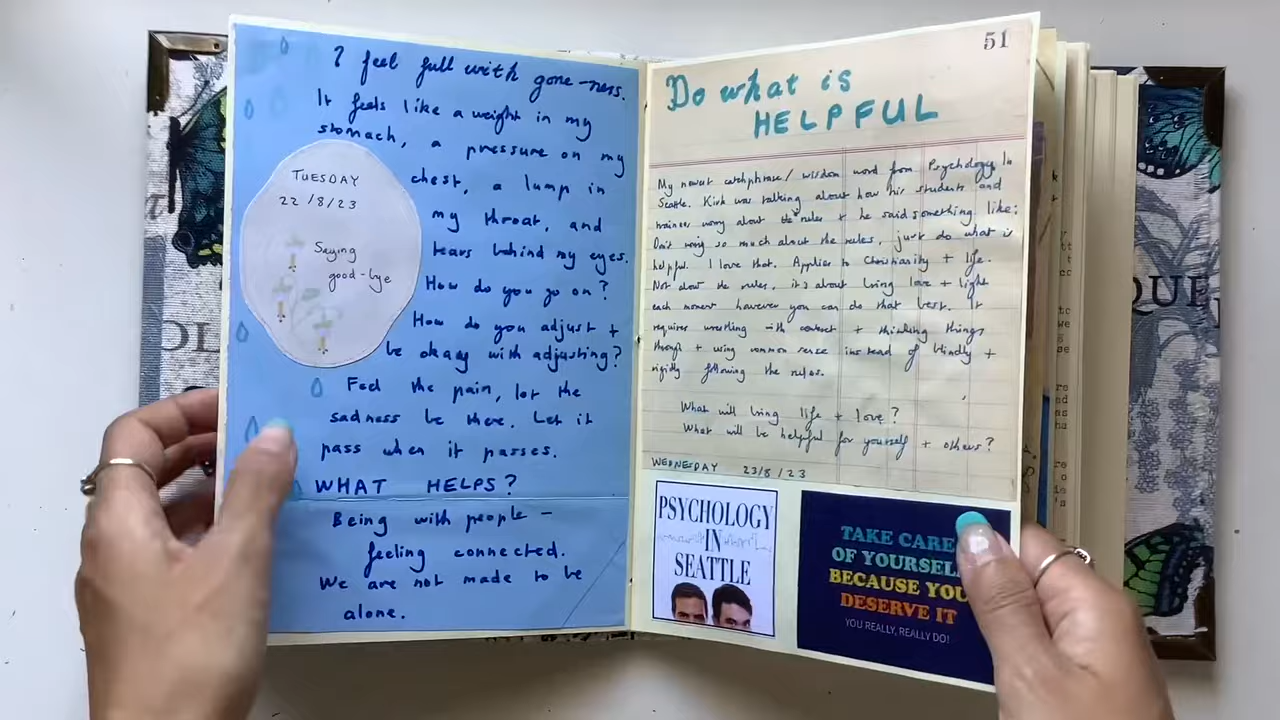 I feel full with gone-ness.
It feels like a weight in my
stomach, a pressure on my
chest, a lump in
my throat, and
tears behind my eyes.
How do you go on?
How do you adjust +
be okay with adjusting?
Feel the pain, let the
sadness be there. Let it
pass when it passes.
WHAT HELPS?
Being with people –
feeling connected.
We are not made to be
alone.
TUESDAY
22/8/23
Saying
good-bye
51
Do what is
HELPFUL
My newest catchphrase/ wisdom word from Psychology In
Seattle. Kirk was talking about how his students and
trainees worry about the rules + he said something like:
Don't worry so much about the rules, just do what is
helpful. I love that. Applies to Christianity + life.
Not about the rules, it's about bring love + light
each moment however you can do that best. It
requires wrestling with context + thinking things
through + using common sense instead of blindly +
rigidly following the rules.
What will bring life + love?
What will be helpful for yourself + others?
WEDNESDAY 23/8/23
PSYCHOLOGY
IN
SEATTLE
TAKE CARE
OF YOURSEL
BECAUSE YOU
DESERVE IT
YOU REALLY, REALLY DO!